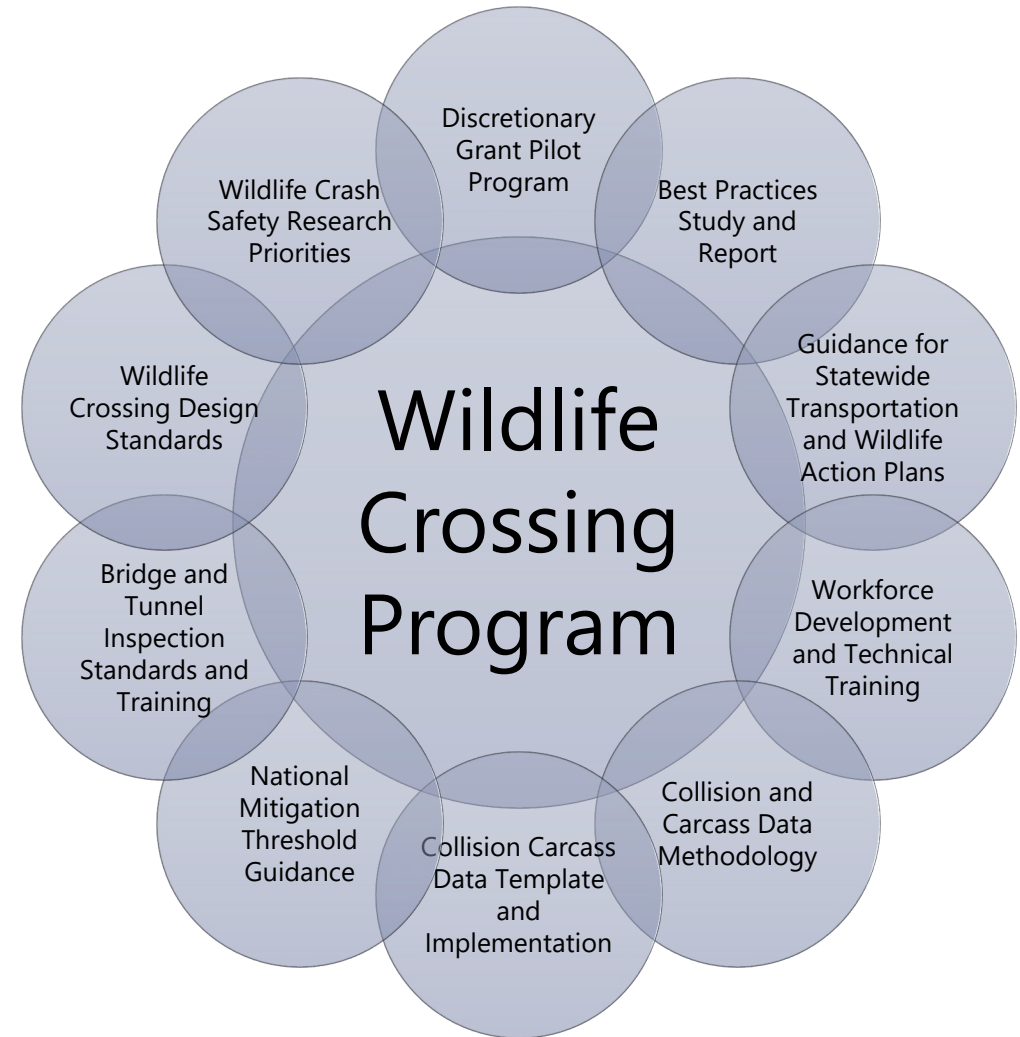 Discretionary
Grant Pilot
Program
Best Practices
Study and
Report
Guidance for
Statewide
Transportation
and Wildlife
Action Plans
Workforce
Development
and Technical
Training
Collision and
Carcass Data
Methodology
Collision Carcass
Data Template
and
Implementation
National
Mitigation
Threshold
Guidance
Bridge and
Tunnel
Inspection
Standards and
Training
Wildlife
Crossing Design
Standards
Wildlife Crash
Safety Research
Priorities
Wildlife
Crossing
Program